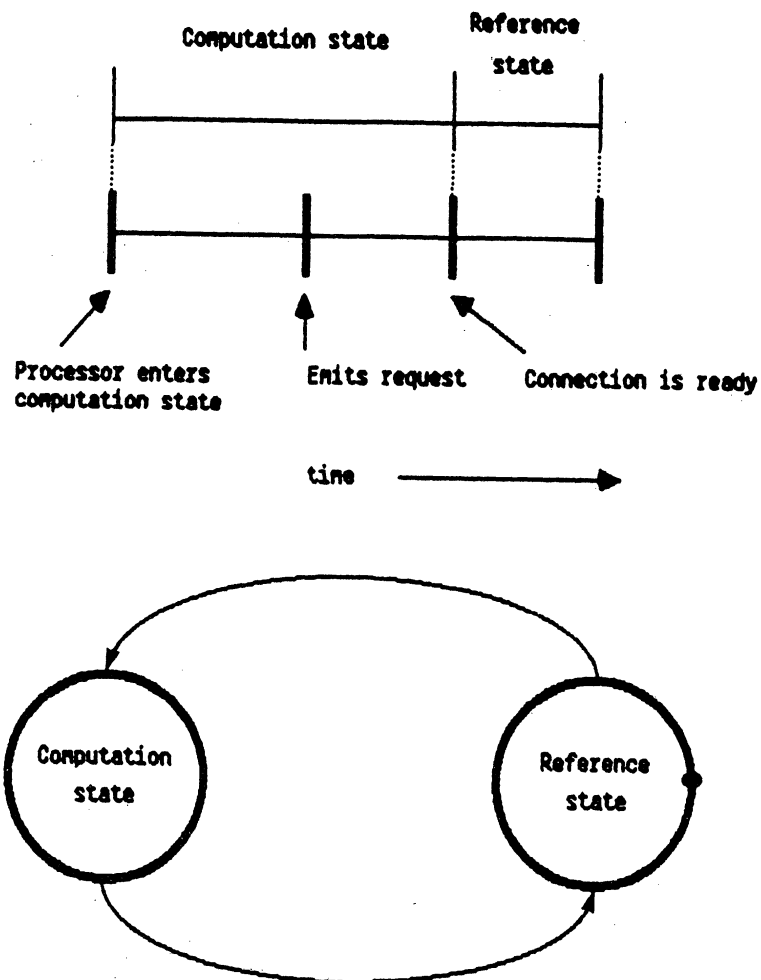 Computation state
Reference
state
Processor enters
computation state
Emits request
Connection is ready
time
Computation
state
Reference
state